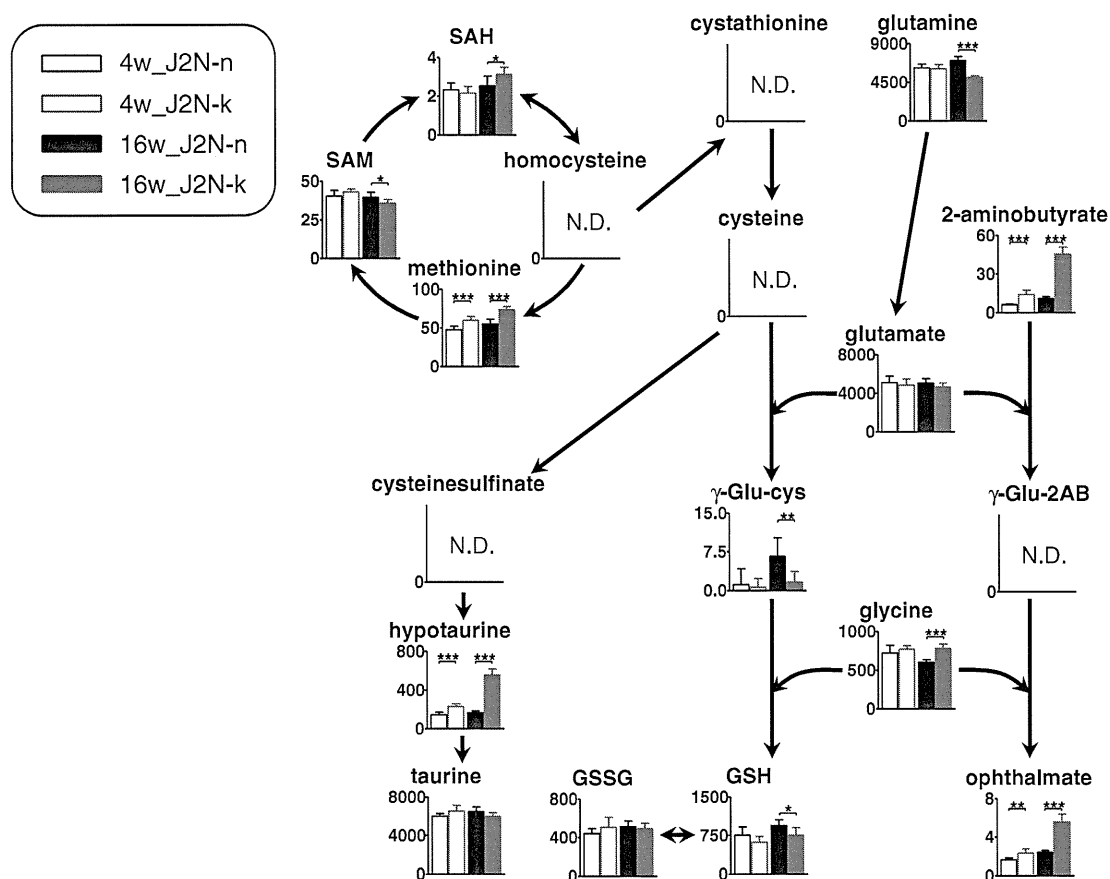 4w_J2N-n
4w_J2N-k
16w_J2N-n
16w_J2N-k
SAH
4
2
0
*
SAM
50
25
0
*
homocysteine
N.D.
0
methionine
100
50
0
*** ***
cystathionine
N.D.
0
cysteine
N.D.
0
glutamine
9000
4500
0
***
2-aminobutyrate
60
30
0
*** ***
glutamate
8000
4000
0
cysteinesulfinate
N.D.
0
γ-Glu-cys
15.0
7.5
0.0
**
γ-Glu-2AB
N.D.
0
hypotaurine
800
400
0
*** ***
glycine
1000
500
0
***
taurine
8000
4000
0
GSSG
800
400
0
GSH
1500
750
0
*
ophthalmate
8
4
0
** ***